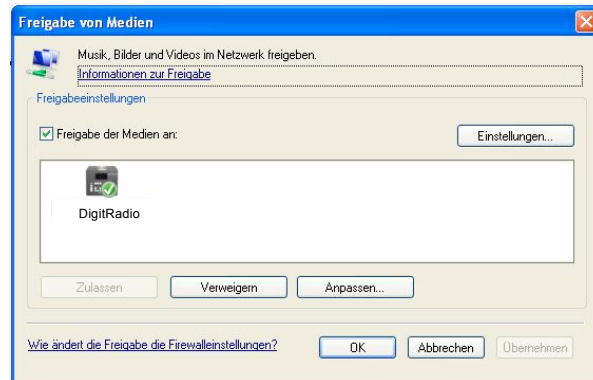 Freigabe von Medien
Musik, Bilder und Videos im Netzwerk freigeben.
Informationen zur Freigabe
Freigabeeinstellungen
Freigabe der Medien an:
Einstellungen...
DigitRadio
Zulassen
Verweigern
Anpassen...
Wie ändert die Freigabe die Firewalleinstellungen?
OK
Abbrechen
Übernehmen